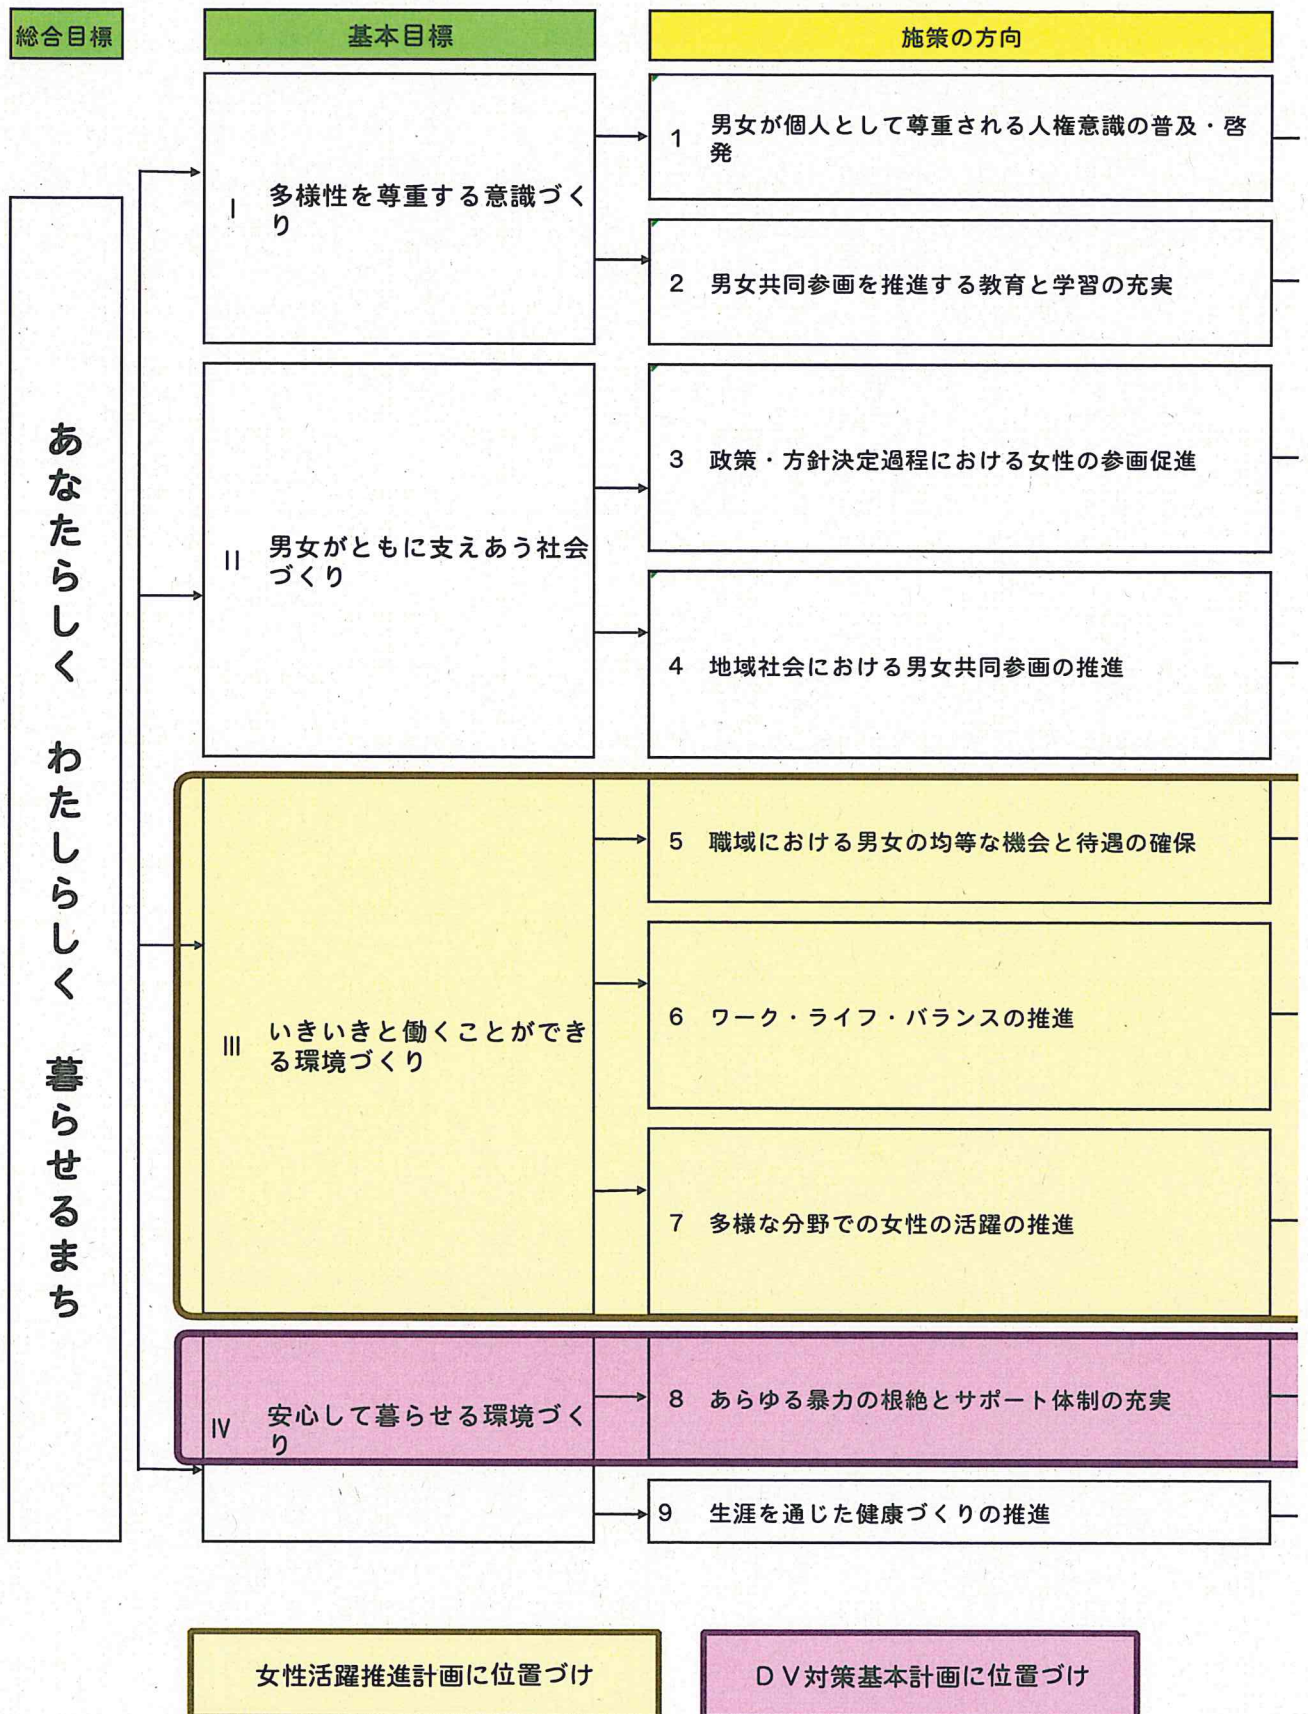 総合目標
基本目標
施策の方向
あなたらしく わたしらしく 暮らせるまち
Ⅰ 多様性を尊重する意識づく
り
1 男女が個人として尊重される人権意識の普及・啓
発
2 男女共同参画を推進する教育と学習の充実
Ⅱ 男女がともに支えあう社会
づくり
3 政策・方針決定過程における女性の参画促進
4 地域社会における男女共同参画の推進
Ⅲ いきいきと働くことができ
る環境づくり
5 職域における男女の均等な機会と待遇の確保
6 ワーク・ライフ・バランスの推進
7 多様な分野での女性の活躍の推進
Ⅳ 安心して暮らせる環境づく
り
8 あらゆる暴力の根絶とサポート体制の充実
9 生涯を通じた健康づくりの推進
女性活躍推進計画に位置づけ
ＤＶ対策基本計画に位置づけ